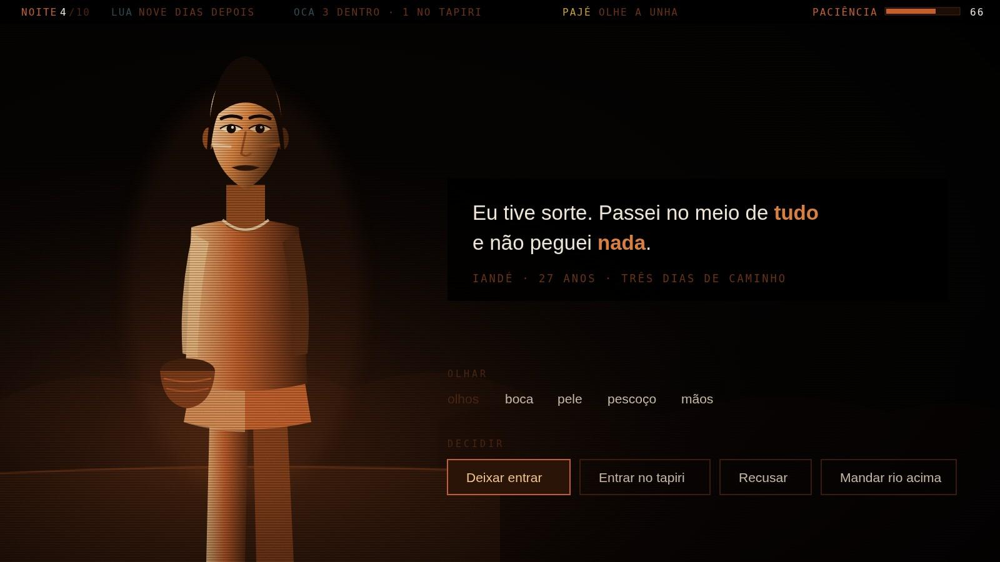 NOITE 4/10 LUA NOVE DIAS DEPOIS OCA 3 DENTRO · 1 NO TAPIRI PAJÉ OLHE A UNHA PACIÊNCIA 66
Eu tive sorte. Passei no meio de tudo
e não peguei nada.
IANDÉ · 27 ANOS · TRÊS DIAS DE CAMINHO
OLHAR
olhos boca pele pescoço mãos
DECIDIR
Deixar entrar Entrar no tapiri Recusar Mandar rio acima